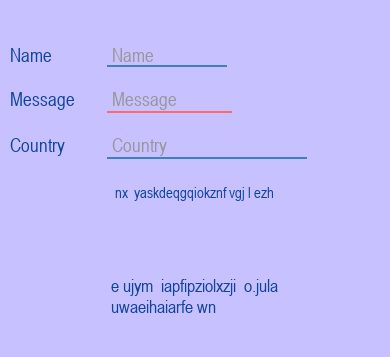 Name Name
Message Message
Country Country
nx yaskdeqgqiokznf vgj l ezh
e ujym iapfipziolxzji o.jula
uwaeihaiarfe wn